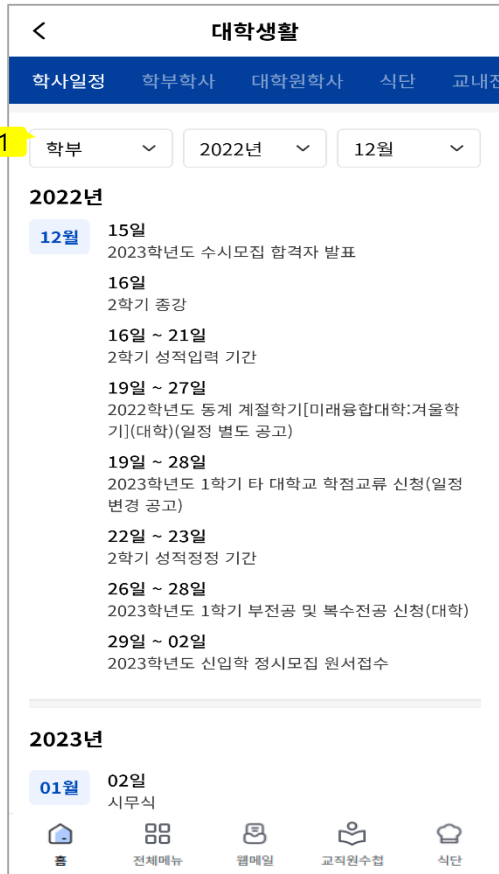 대학생활
학사일정 학부학사 대학원학사 식단 교내전
1
학부 2022년 12월
2022년
12월 15일
2023학년도 수시모집 합격자 발표
16일
2학기 종강
16일 ~ 21일
2학기 성적입력 기간
19일 ~ 27일
2022학년도 동계 계절학기[미래융합대학:겨울학
기](대학)(일정 별도 공고)
19일 ~ 28일
2023학년도 1학기 타 대학교 학점교류 신청(일정
변경 공고)
22일 ~ 23일
2학기 성적정정 기간
26일 ~ 28일
2023학년도 1학기 부전공 및 복수전공 신청(대학)
29일 ~ 02일
2023학년도 신입학 정시모집 원서접수
2023년
01월 02일
시무식
홈 전체메뉴 웹메일 교직원수첩 식단